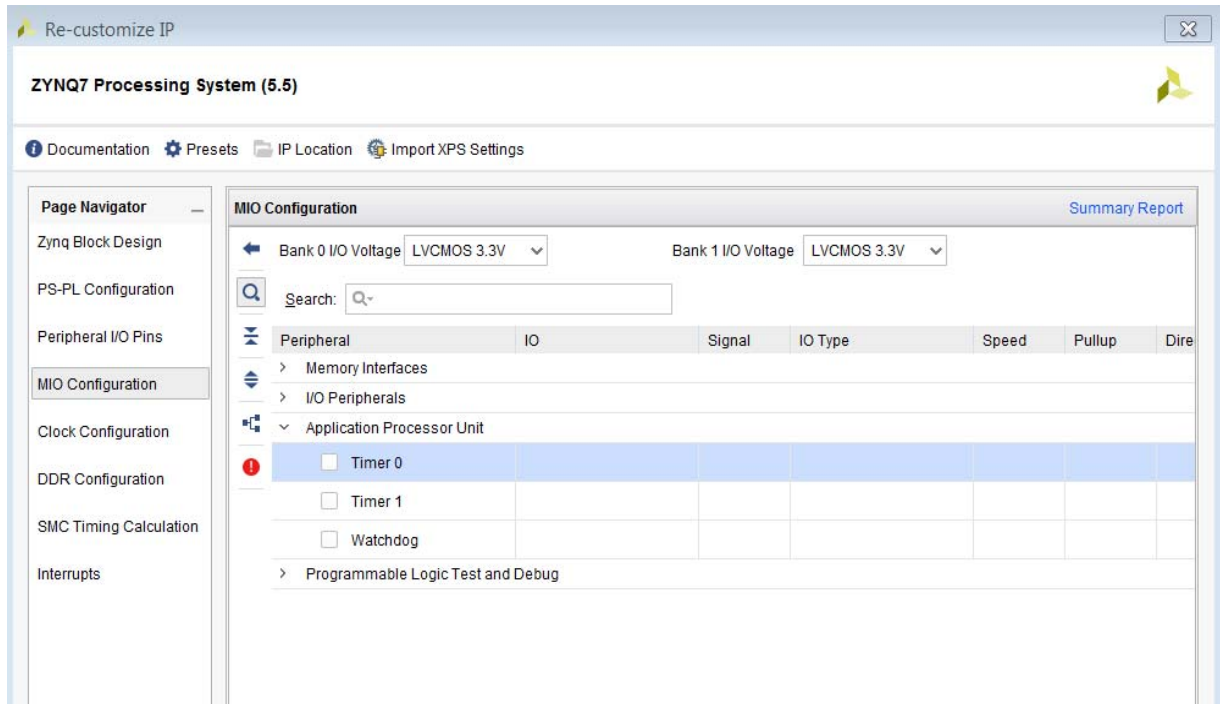 Re-customize IP
ZYNQ7 Processing System (5.5)
Documentation Presets IP Location Import XPS Settings
Page Navigator
Zynq Block Design
PS-PL Configuration
Peripheral I/O Pins
MIO Configuration
Clock Configuration
DDR Configuration
SMC Timing Calculation
Interrupts
MIO Configuration Summary Report
Bank 0 I/O Voltage LVCMOS 3.3V Bank 1 I/O Voltage LVCMOS 3.3V
Search:
Peripheral IO Signal IO Type Speed Pullup Dire
Memory Interfaces
I/O Peripherals
Application Processor Unit
Timer 0
Timer 1
Watchdog
Programmable Logic Test and Debug